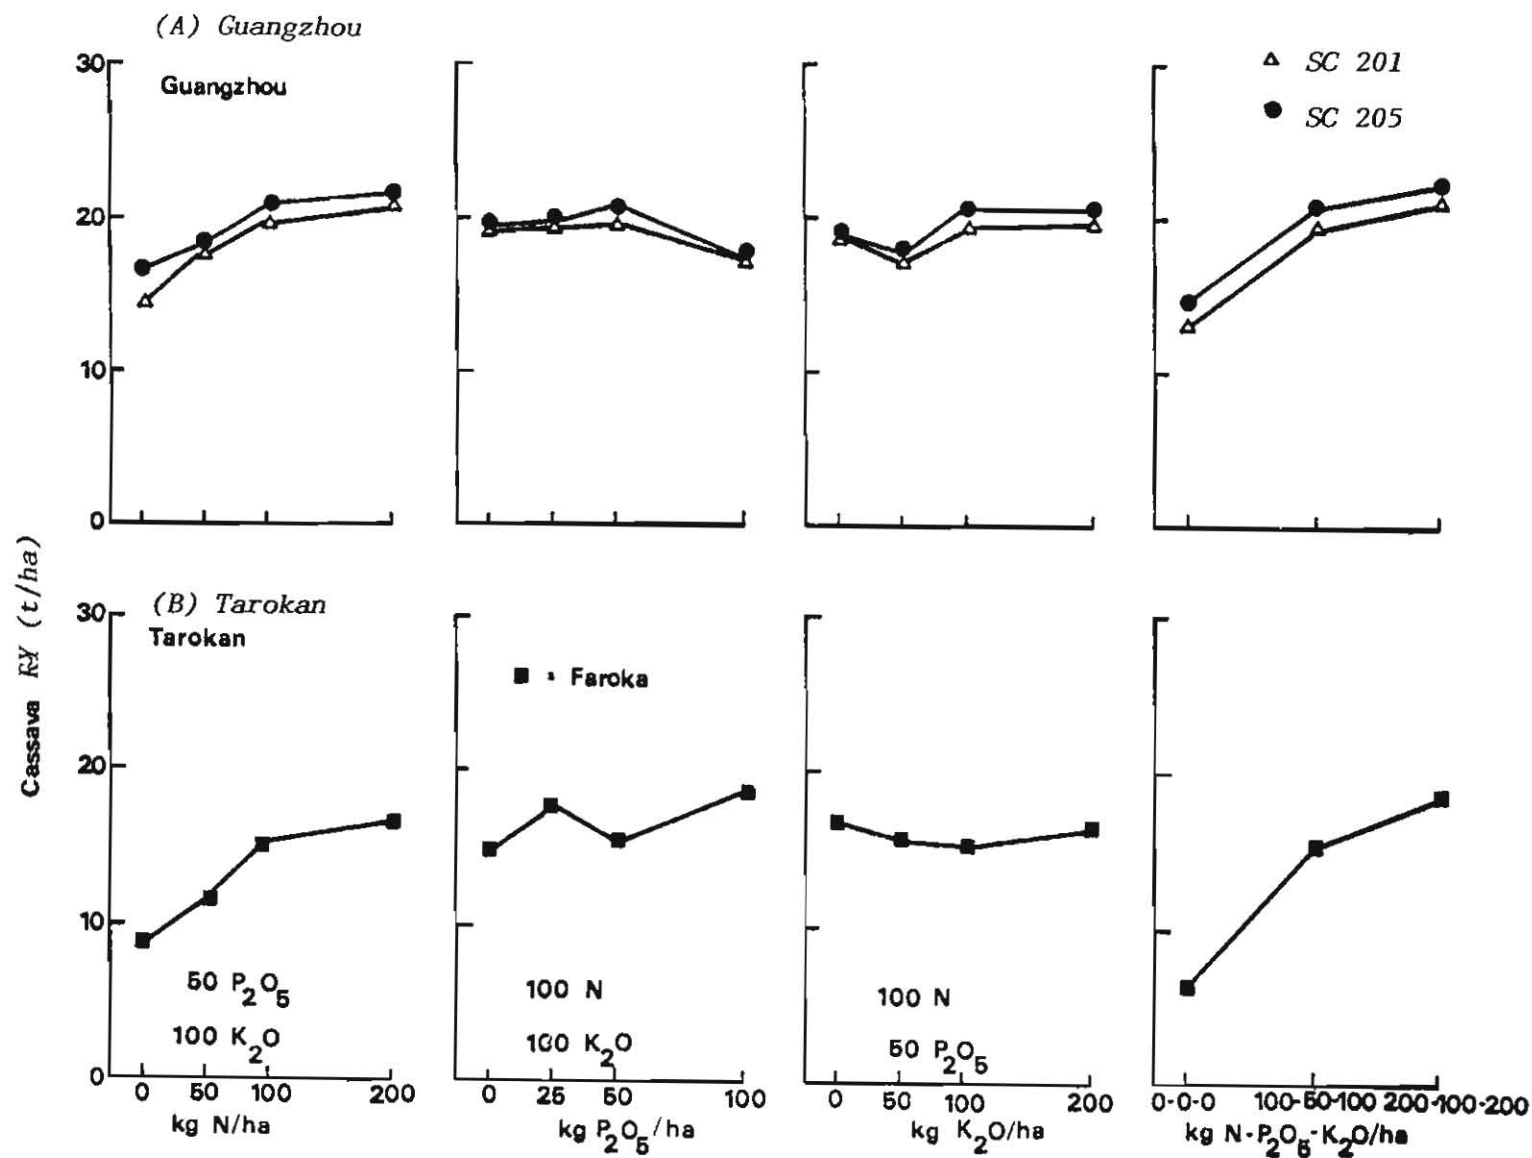 (A) Guangzhou
30
Guangzhou
△ SC 201
● SC 205
20
10
0
Cassava RY (t/ha)
(B) Tarokan
30
Tarokan
■ = Faroka
20
10
50 P2O5
100 K2O
100 N
100 K2O
100 N
50 P2O5
0
0 50 100 200
kg N/ha
0 25 50 100
kg P2O5/ha
0 50 100 200
kg K2O/ha
0-0-0 100-50-100 200-100-200
kg N-P2O5-K2O/ha